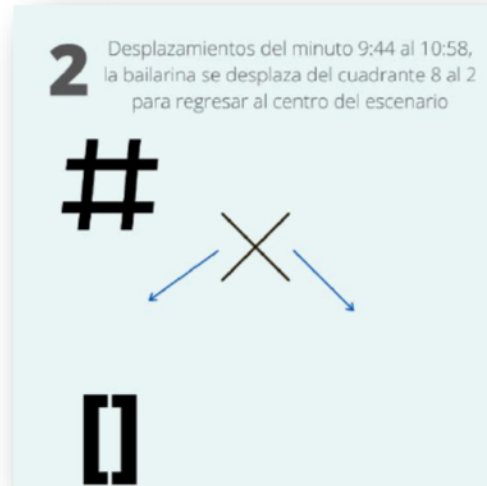 2
Desplazamientos del minuto 9:44 al 10:58,
la bailarina se desplaza del cuadrante 8 al 2
para regresar al centro del escenario
#
[]